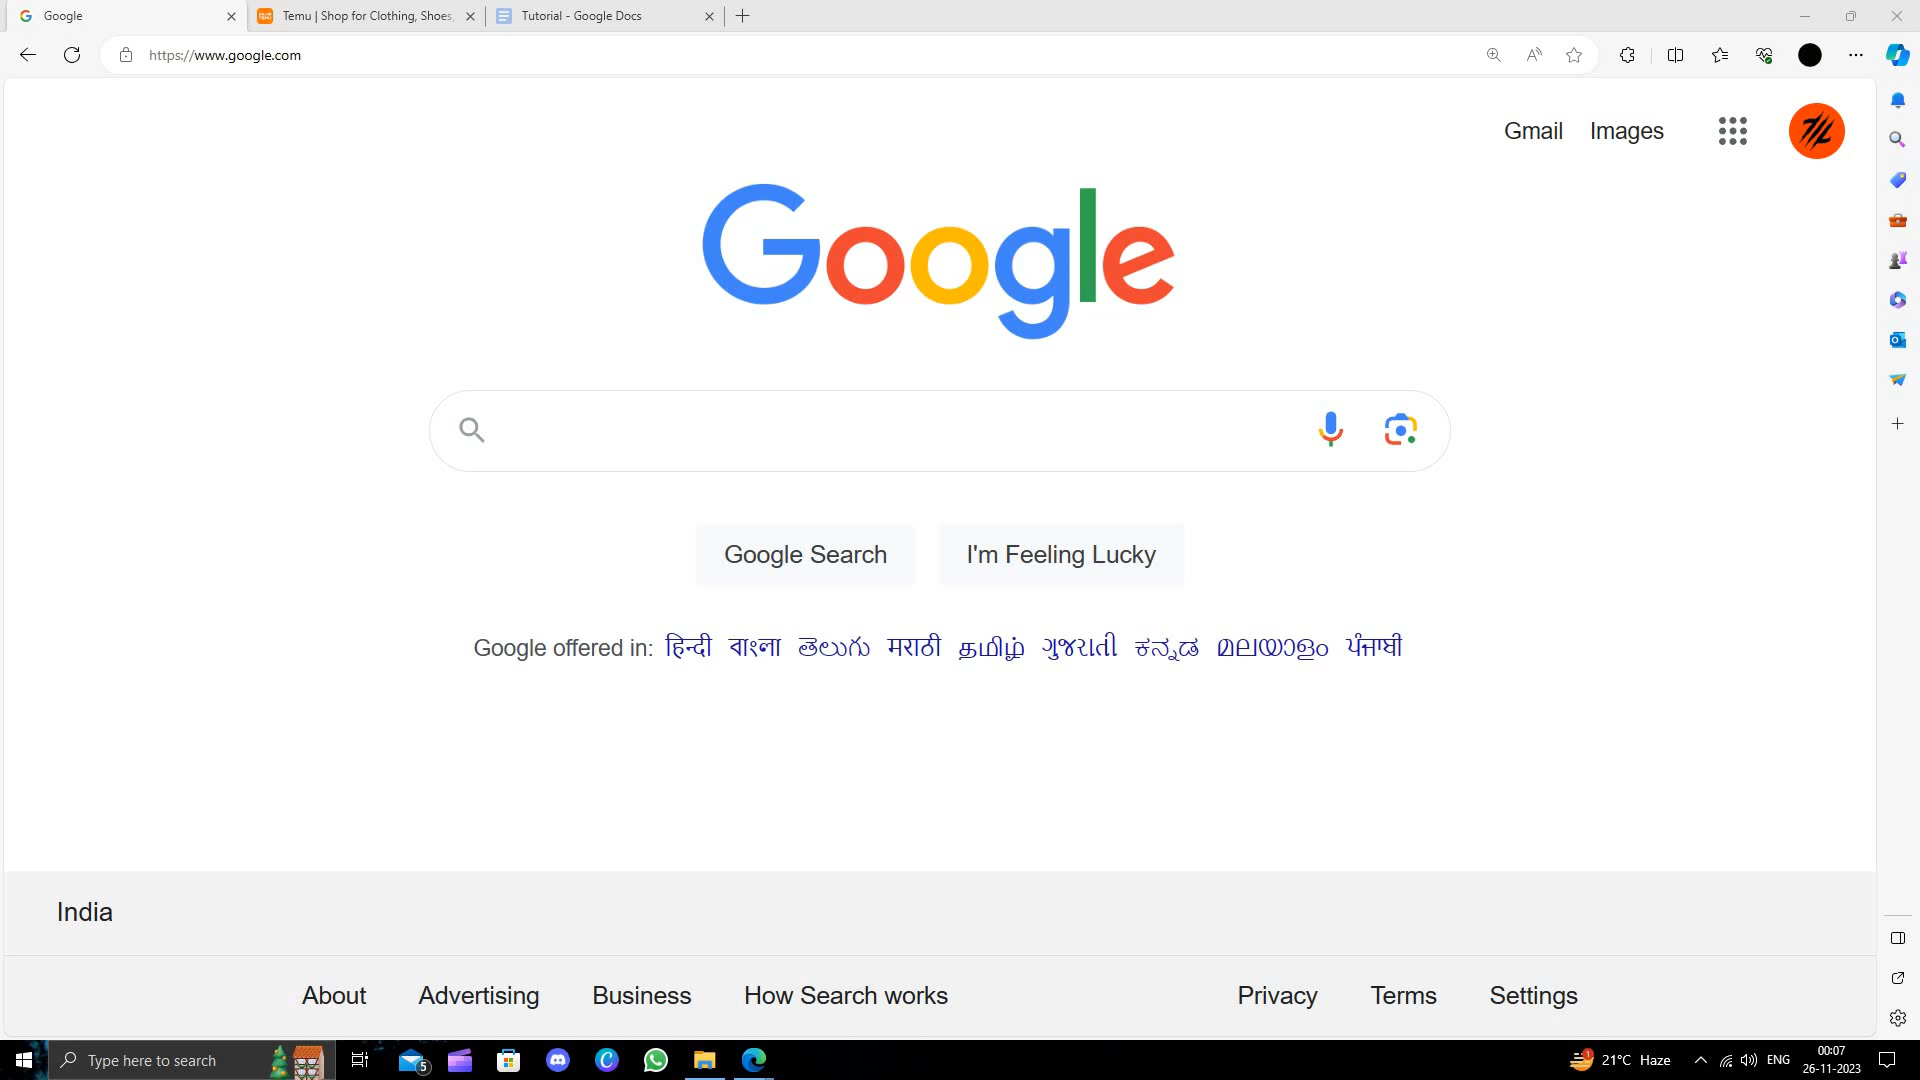 Google
Temu | Shop for Clothing, Shoes,
Tutorial - Google Docs
https://www.google.com
Gmail Images
Google
Google Search I'm Feeling Lucky
Google offered in: हिन्दी বাংলা తెలుగు मराठी தமிழ் ગુજરાતી ಕನ್ನಡ മലയാളം ਪੰਜਾਬੀ
India
About Advertising Business How Search works Privacy Terms Settings
Type here to search 5 1 21°C Haze ENG 00:07
26-11-2023